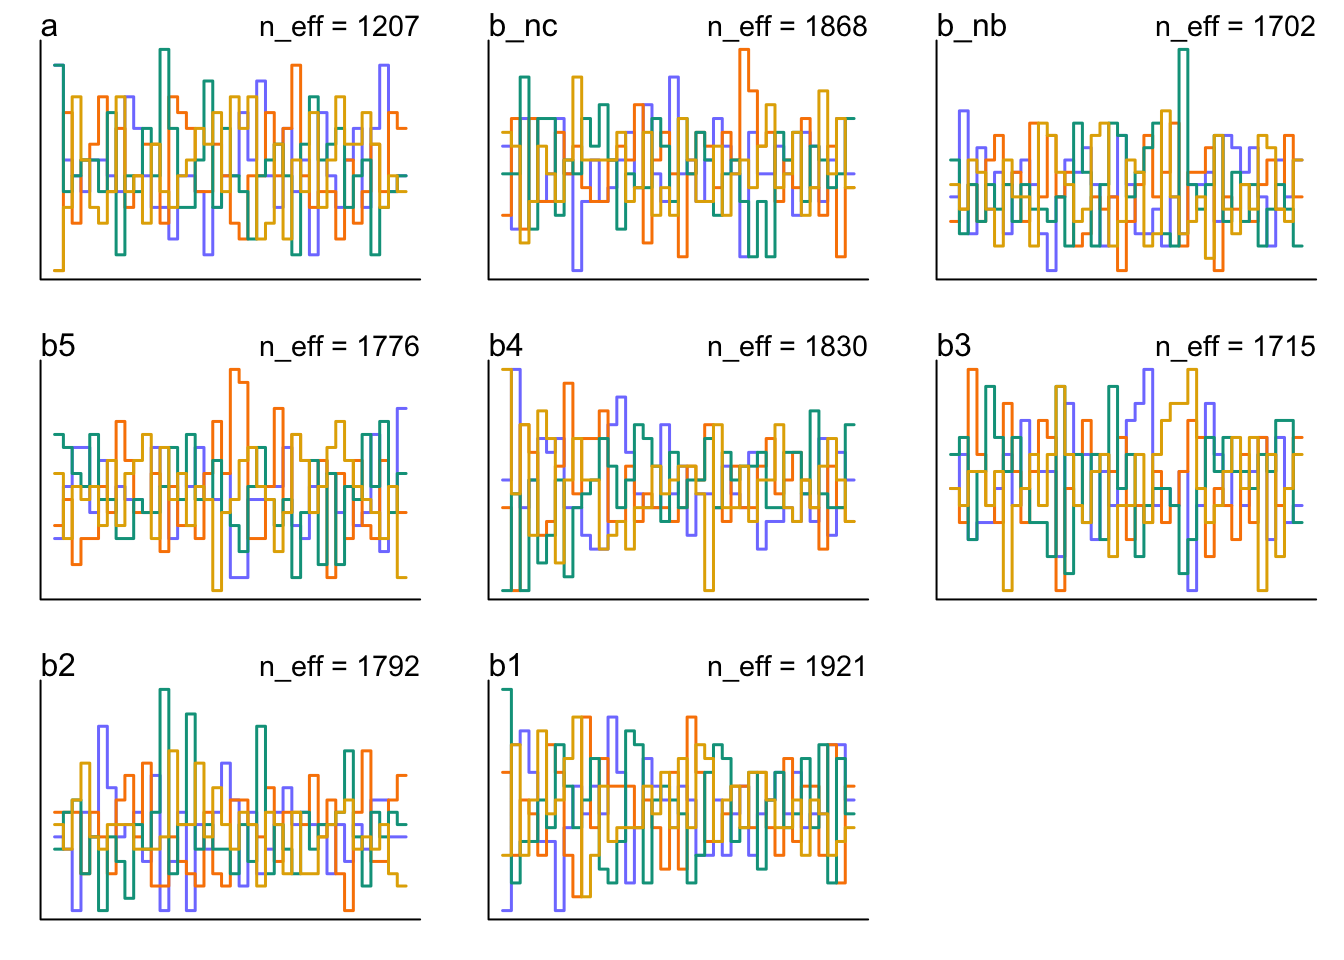 a n_eff = 1207 b_nc n_eff = 1868 b_nb n_eff = 1702
b5 n_eff = 1776 b4 n_eff = 1830 b3 n_eff = 1715
b2 n_eff = 1792 b1 n_eff = 1921